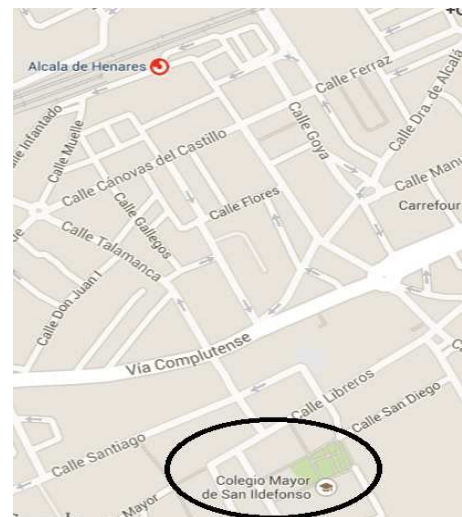 Alcala de Henares
Calle Ferraz
Calle Dra. de Alcalá
Calle Infantado
Calle Muelle
Calle Goya
Calle Cánovas del Castillo
Calle Manu
Calle Flores
Carrefour
Calle Gallegos
Calle Talamanca
Calle Don Juan I
Vía Complutense
Calle Libreros
Calle San Diego
Calle Santiago
Colegio Mayor
de San Ildefonso
Mayor